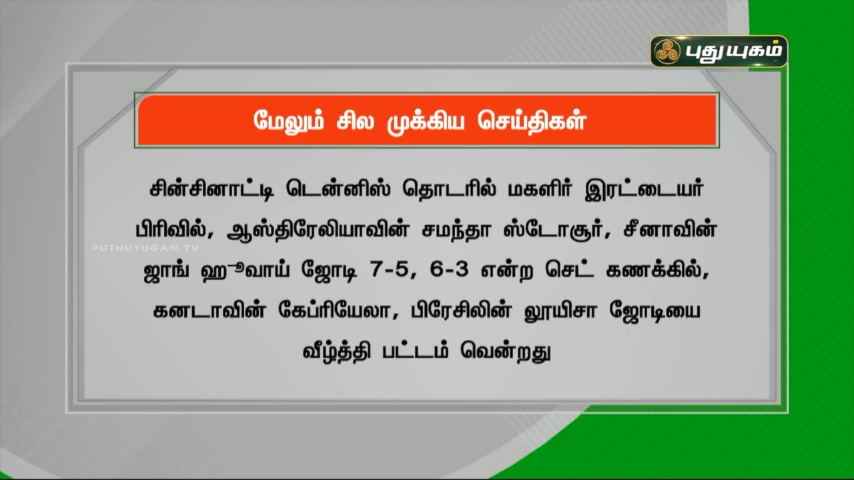 புதுயுகம்
மேலும் சில முக்கிய செய்திகள்
சின்சினாட்டி டென்னிஸ் தொடரில் மகளிர் இரட்டையர்
பிரிவில், ஆஸ்திரேலியாவின் சமந்தா ஸ்டோசூர், சீனாவின்
PUTHUYUGAM TV
ஜாங் ஹூவாய் ஜோடி 7-5, 6-3 என்ற செட் கணக்கில்,
கனடாவின் கேப்ரியேலா, பிரேசிலின் லூயிசா ஜோடியை
வீழ்த்தி பட்டம் வென்றது